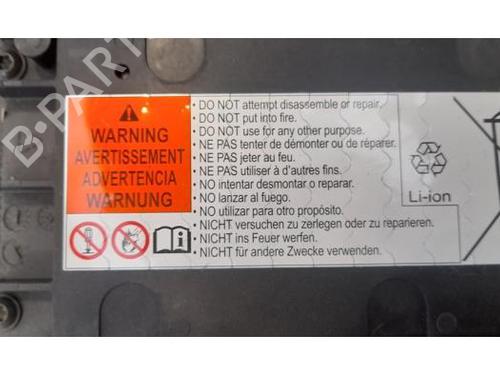 B-PARTS
WARNING
AVERTISSEMENT
ADVERTENCIA
WARNUNG
• DO NOT attempt disassemble or repair.
• DO NOT put into fire.
• DO NOT use for any other purpose.
• NE PAS tenter de démonter ou de réparer.
• NE PAS jeter au feu.
• NE PAS utiliser à d'autres fins.
• NO intentar desmontar o reparar.
• NO lanzar al fuego.
• NO utilizar para otro propósito.
• NICHT versuchen zu zerlegen oder zu reparieren.
• NICHT ins Feuer werfen.
• NICHT für andere Zwecke verwenden.
Li-ion